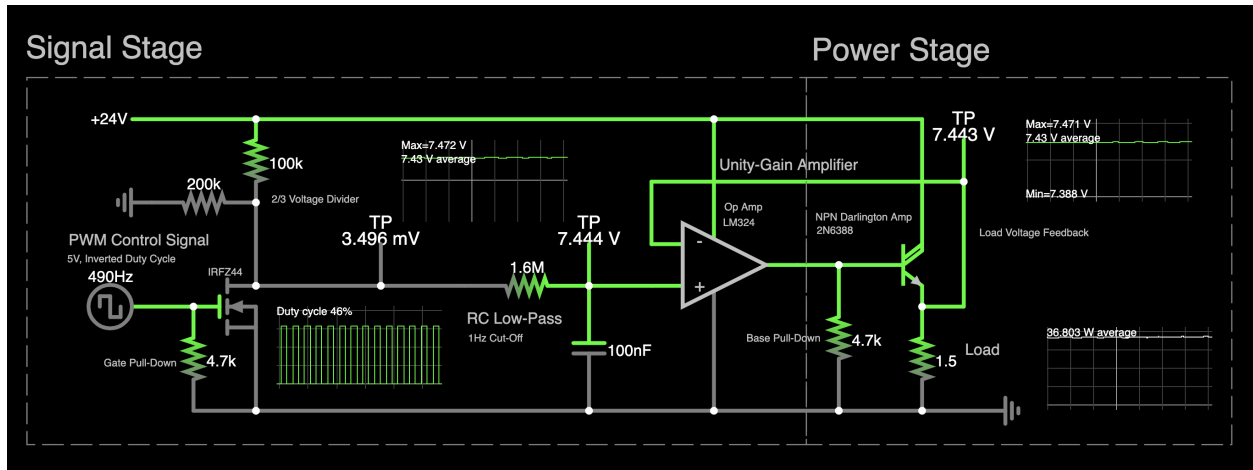 Signal Stage
Power Stage
+24V
100k
200k
2/3 Voltage Divider
Max=7.472 V
7.43 V average
Unity-Gain Amplifier
TP
7.443 V
Max=7.471 V
7.43 V average
Min=7.388 V
PWM Control Signal
5V, Inverted Duty Cycle
490Hz
IRFZ44
TP
3.496 mV
TP
7.444 V
1.6M
RC Low-Pass
1Hz Cut-Off
Op Amp
LM324
-
+
NPN Darlington Amp
2N6388
Load Voltage Feedback
Duty cycle 46%
Gate Pull-Down
4.7k
100nF
Base Pull-Down
4.7k
1.5
Load
36.803 W average